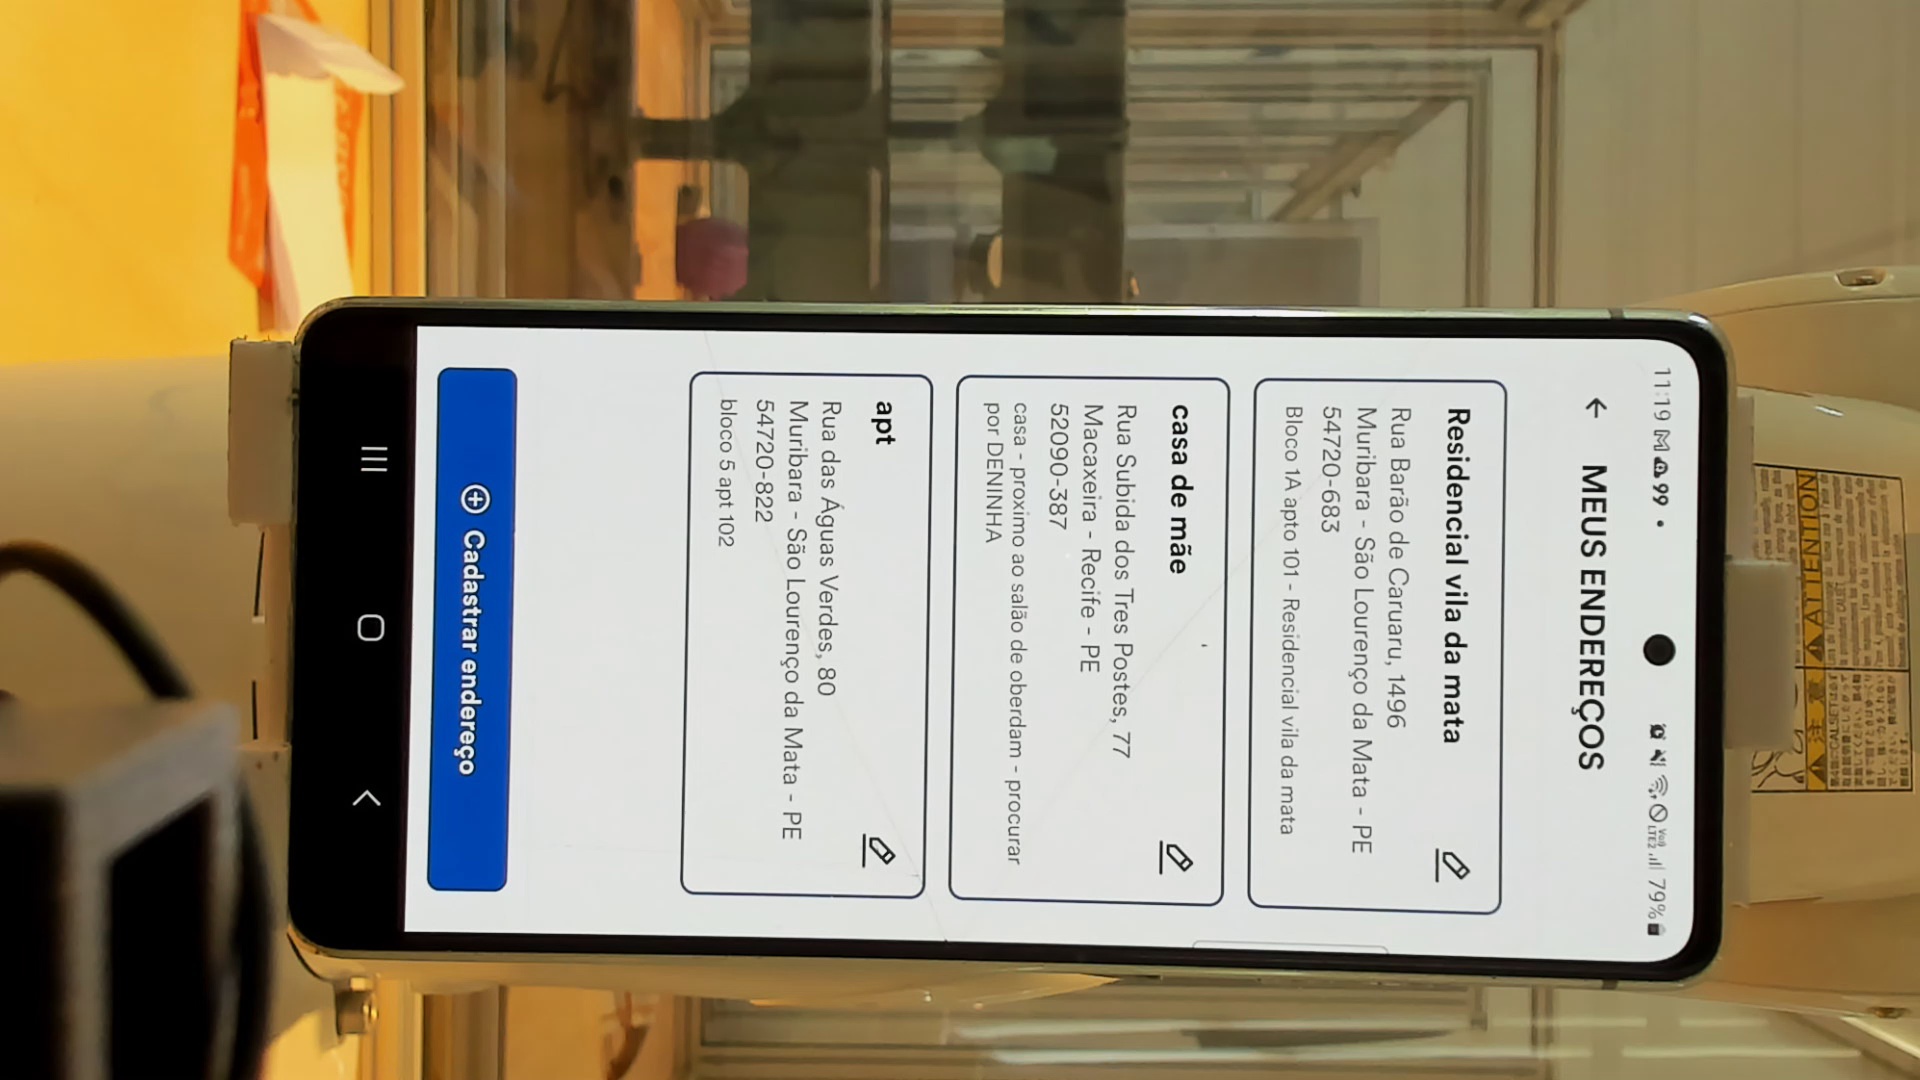 11:19 99 • 79%
MEUS ENDEREÇOS
Residencial vila da mata
Rua Barão de Caruaru, 1496
Muribara - São Lourenço da Mata - PE
54720-683
Bloco 1A apto 101 - Residencial vila da mata
casa de mãe
Rua Subida dos Tres Postes, 77
Macaxeira - Recife - PE
52090-387
casa - proximo ao salão de oberdam - procurar
por DENINHA
apt
Rua das Águas Verdes, 80
Muribara - São Lourenço da Mata - PE
54720-822
bloco 5 apt 102
Cadastrar endereço
ATTENTION